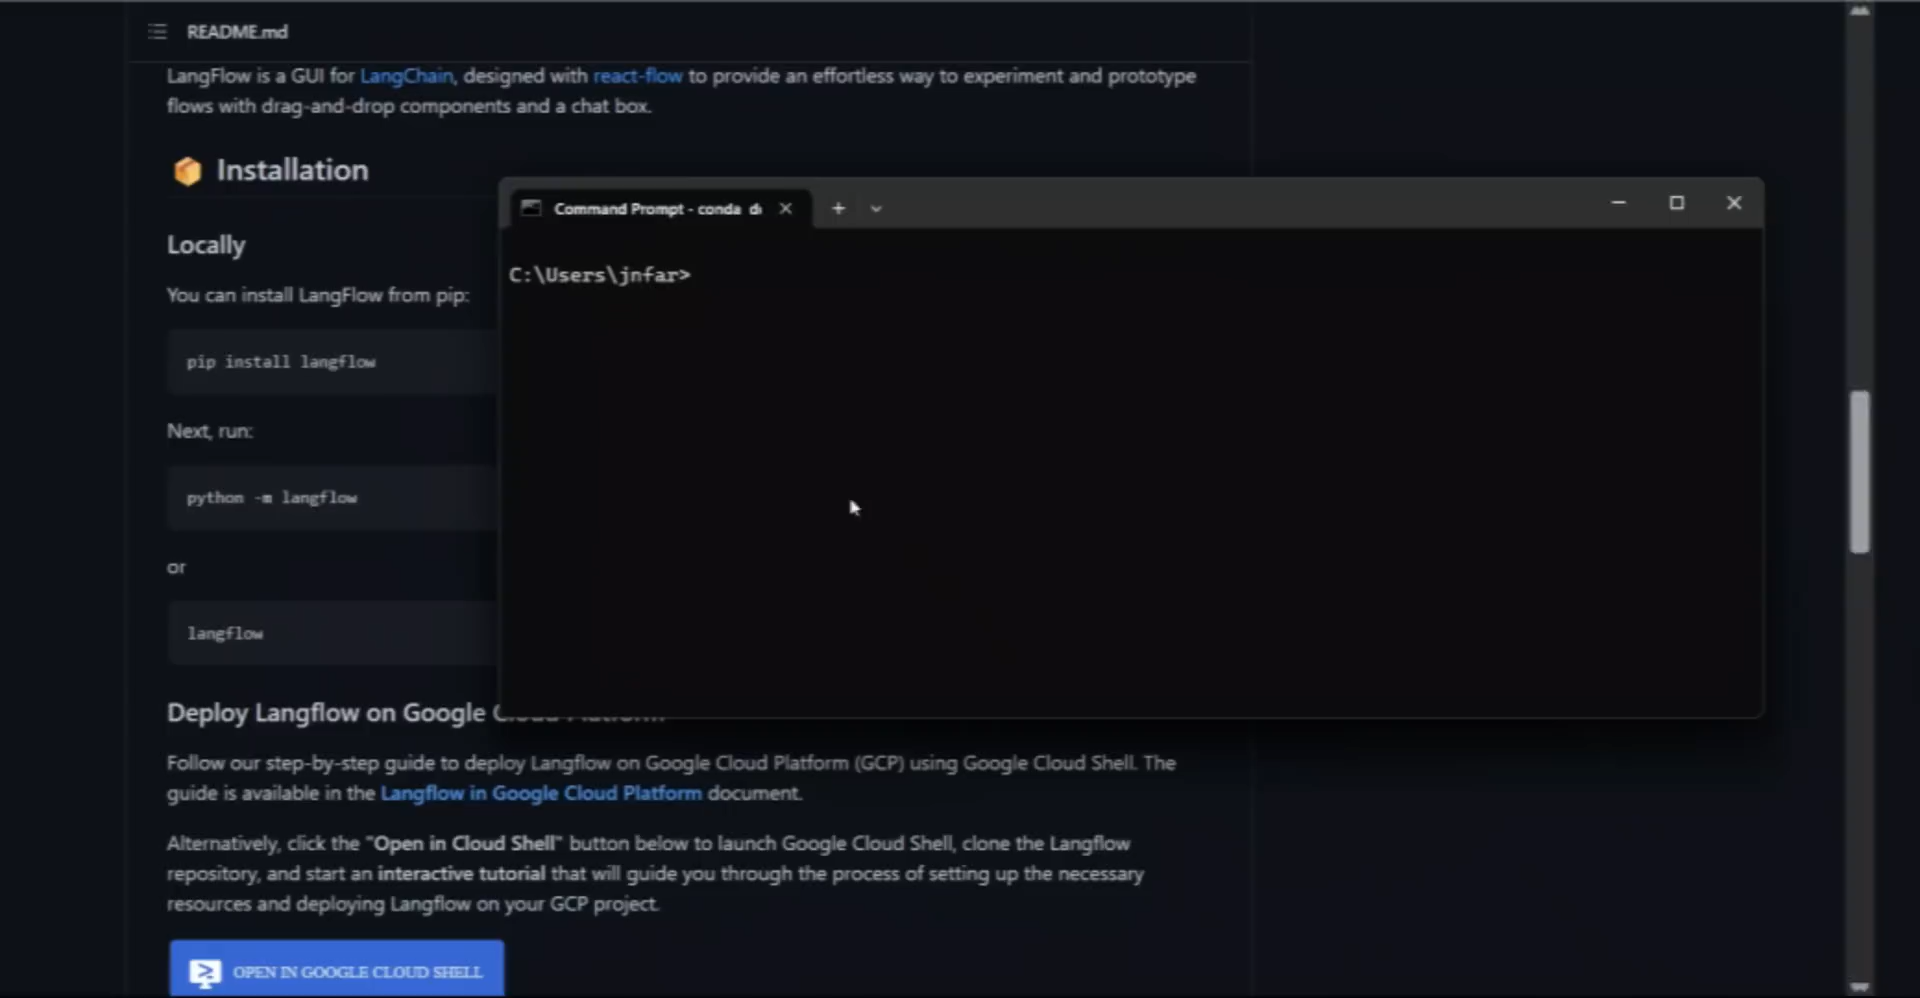 README.md
LangFlow is a GUI for LangChain, designed with react-flow to provide an effortless way to experiment and prototype
flows with drag-and-drop components and a chat box.
Installation
Command Prompt - conda
Locally
C:\Users\jnfar>
You can install LangFlow from pip:
pip install langflow
Next, run:
python -m langflow
or
langflow
Deploy Langflow on Google Cloud Platform
Follow our step-by-step guide to deploy Langflow on Google Cloud Platform (GCP) using Google Cloud Shell. The
guide is available in the Langflow in Google Cloud Platform document.
Alternatively, click the "Open in Cloud Shell" button below to launch Google Cloud Shell, clone the Langflow
repository, and start an interactive tutorial that will guide you through the process of setting up the necessary
resources and deploying Langflow on your GCP project.
OPEN IN GOOGLE CLOUD SHELL